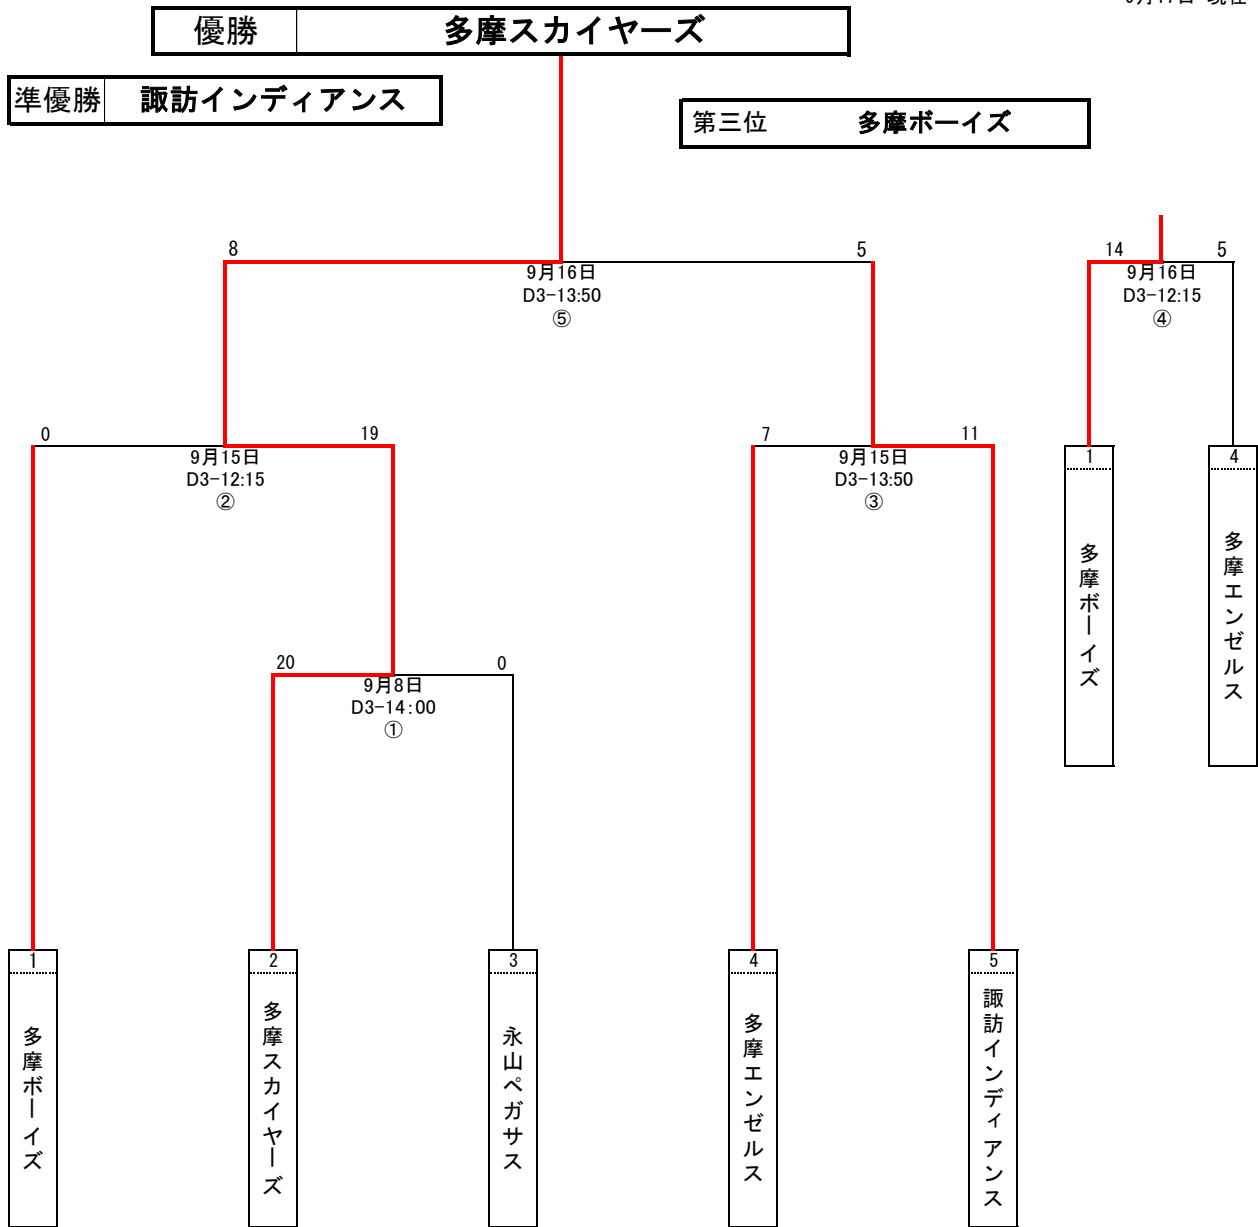 優勝 多摩スカイヤーズ
準優勝 諏訪インディアンス
第三位 多摩ボーイズ
8 5
9月16日
D3-13:50
⑤
14 5
9月16日
D3-12:15
④
0 19
9月15日
D3-12:15
②
7 11
9月15日
D3-13:50
③
1
多摩ボーイズ
4
多摩エンゼルス
20 0
9月8日
D3-14:00
①
1
多摩ボーイズ
2
多摩スカイヤーズ
3
永山ペガサス
4
多摩エンゼルス
5
諏訪インディアンス